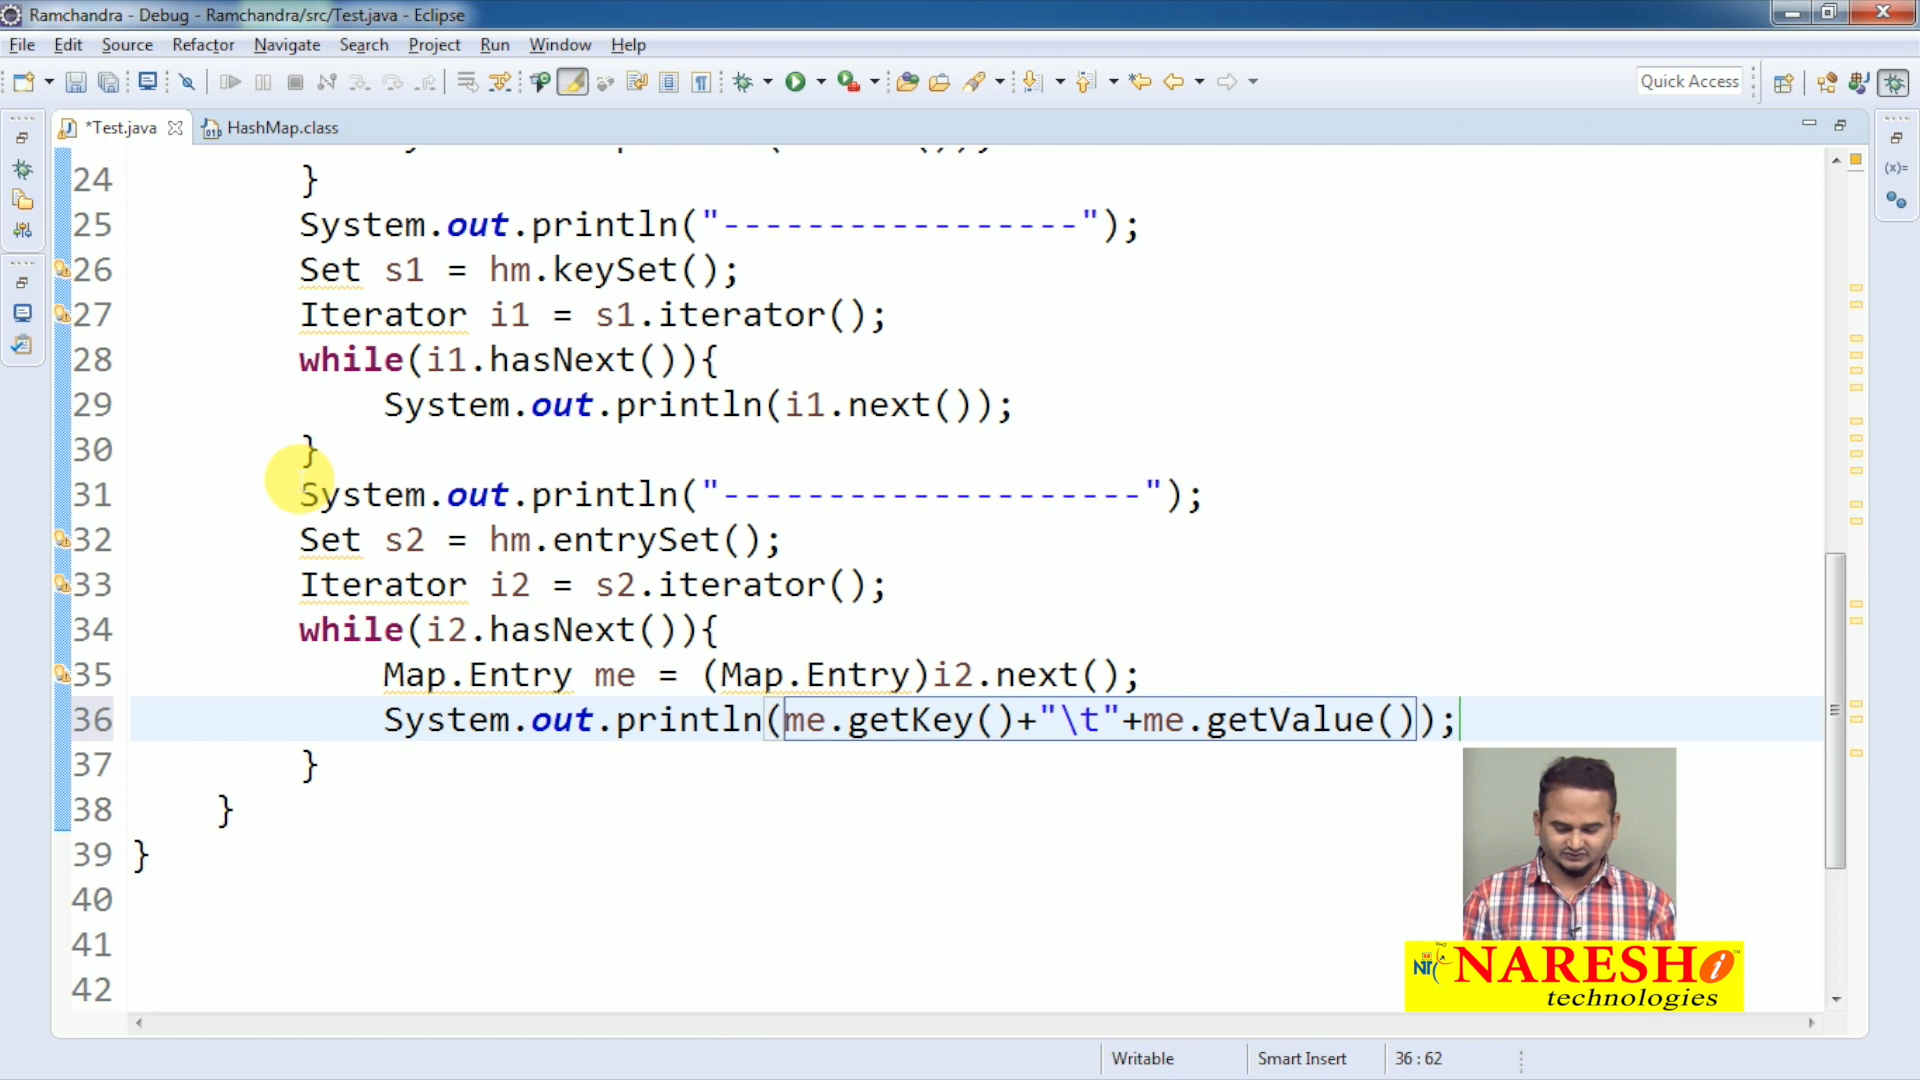 Ramchandra - Debug - Ramchandra/src/Test.java - Eclipse
File Edit Source Refactor Navigate Search Project Run Window Help
Quick Access
*Test.java HashMap.class
24 }
25 System.out.println("-----------------");
26 Set s1 = hm.keySet();
27 Iterator i1 = s1.iterator();
28 while(i1.hasNext()){
29 System.out.println(i1.next());
30 }
31 System.out.println("--------------------");
32 Set s2 = hm.entrySet();
33 Iterator i2 = s2.iterator();
34 while(i2.hasNext()){
35 Map.Entry me = (Map.Entry)i2.next();
36 System.out.println(me.getKey()+"\t"+me.getValue());
37 }
38 }
39 }
40
41
42
NARESH i
technologies
Writable Smart Insert 36 : 62